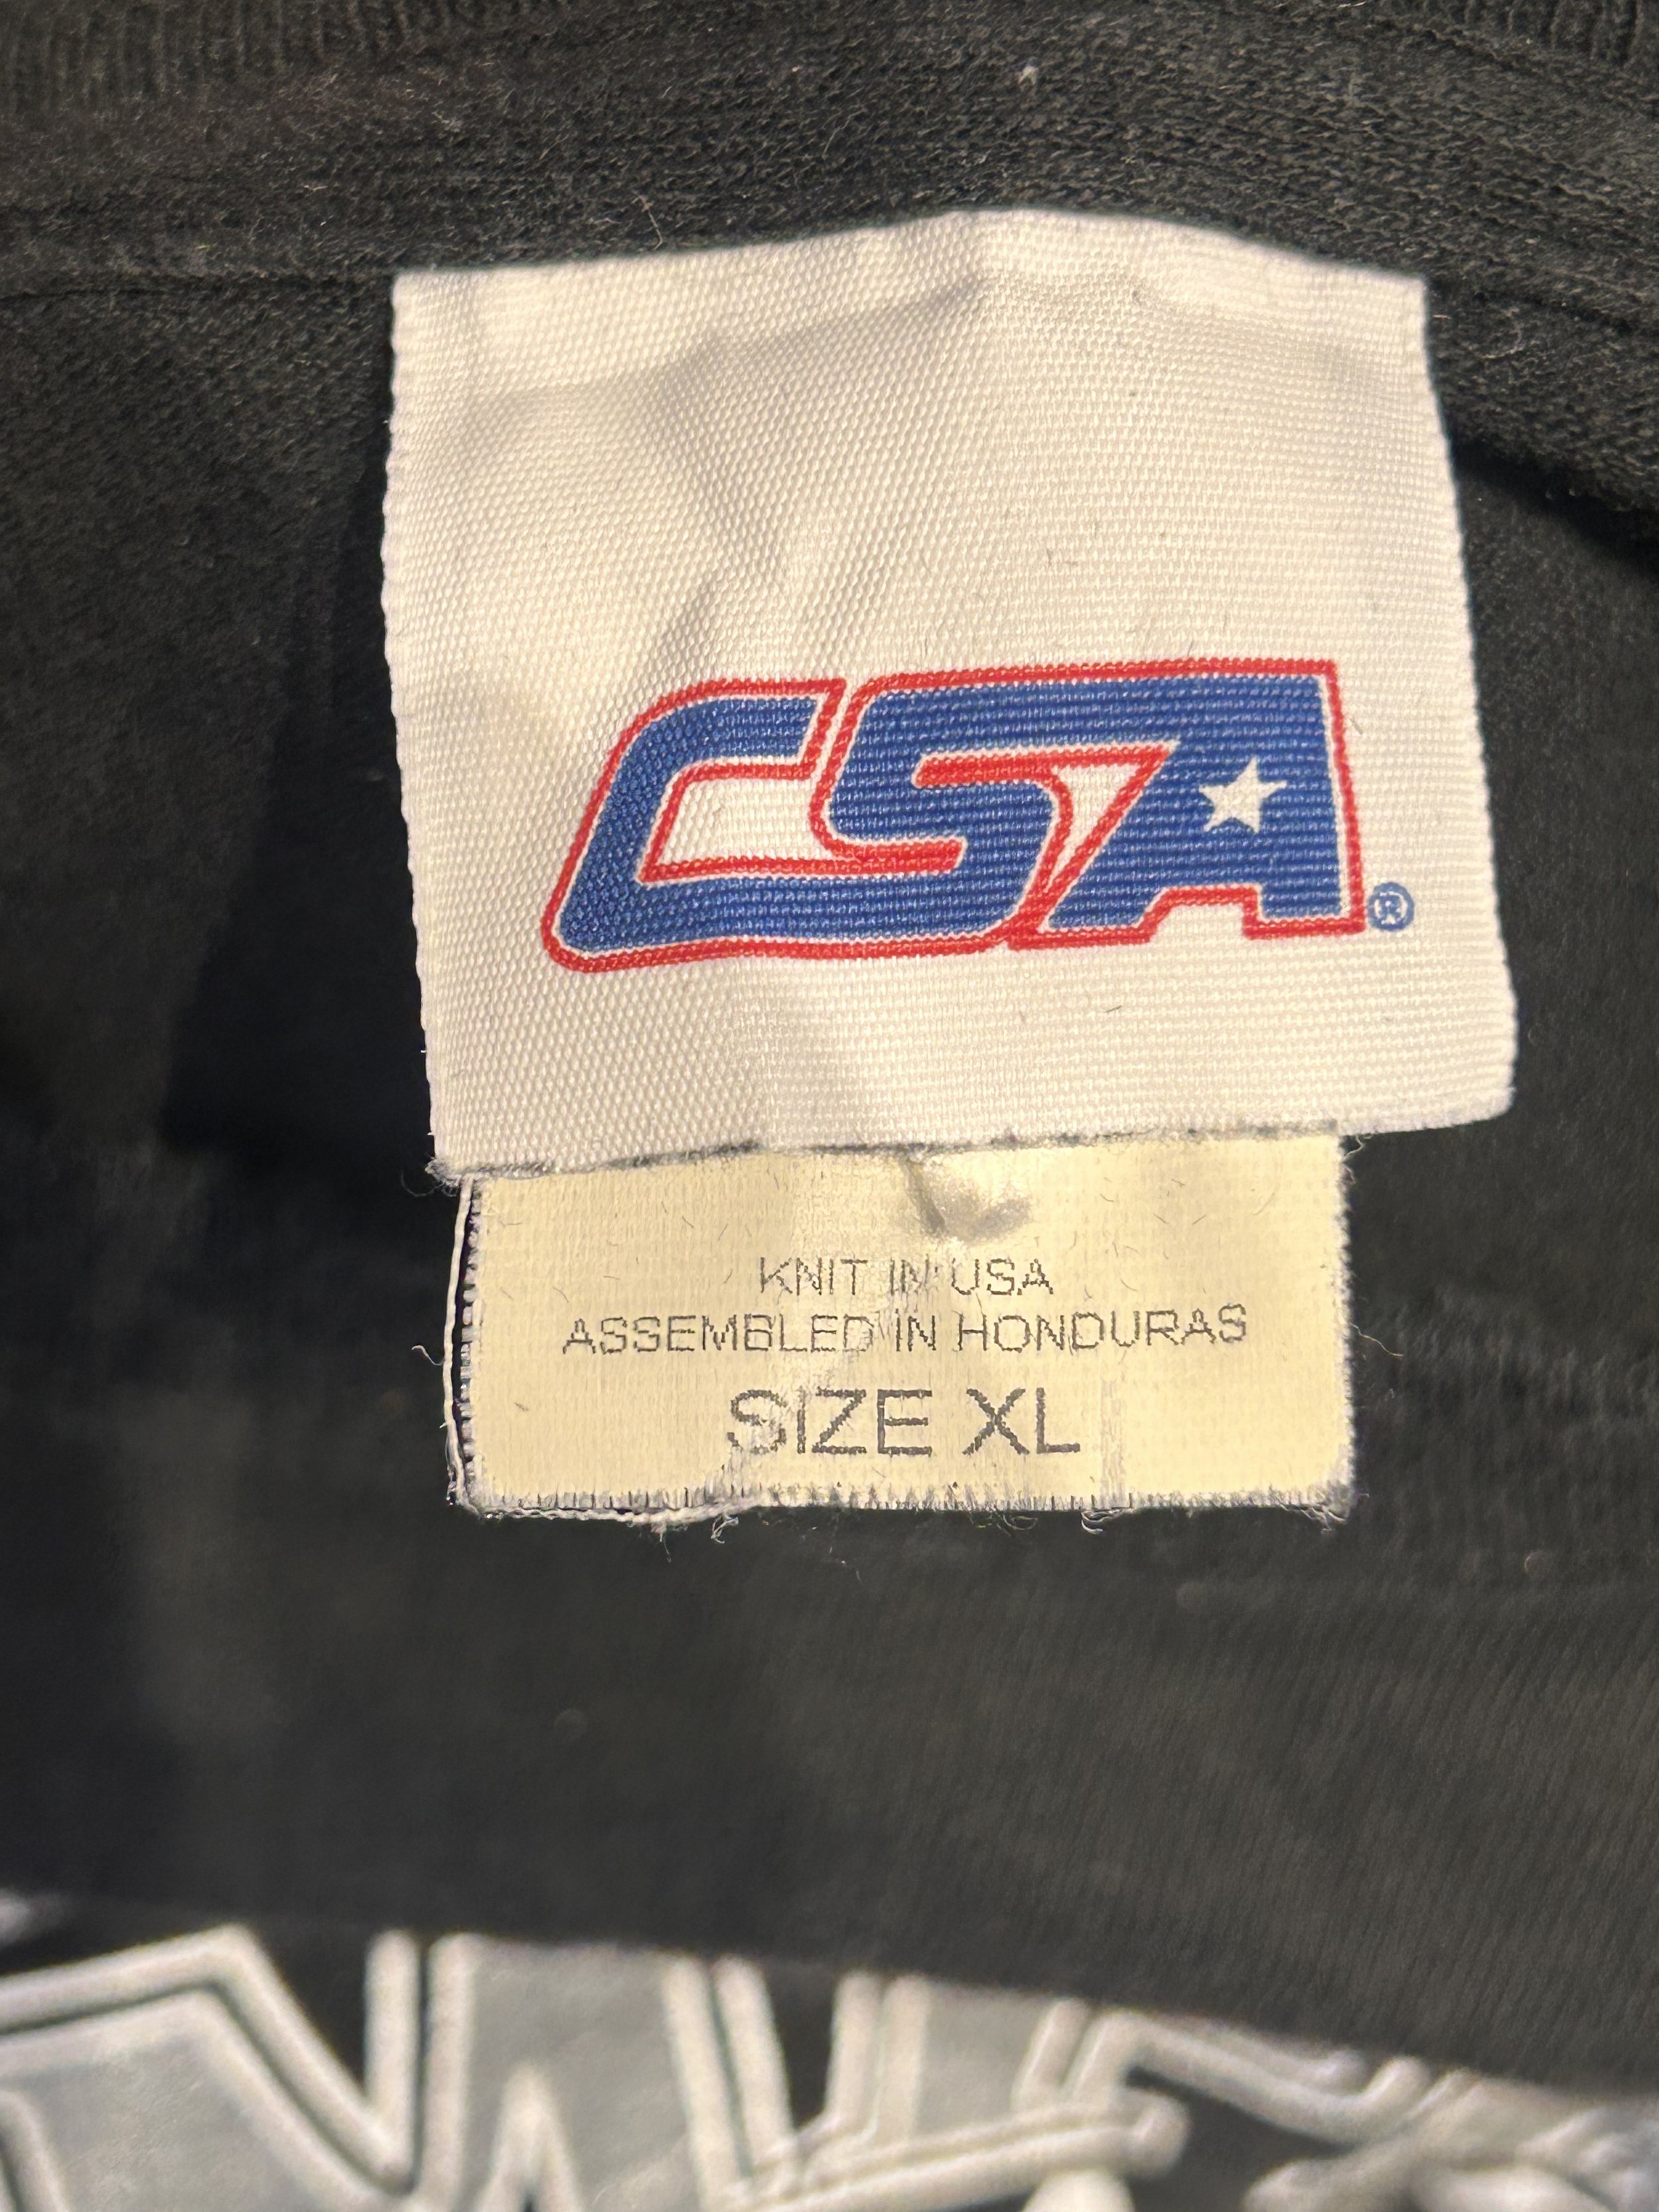 CSA®
KNIT IN USA
ASSEMBLED IN HONDURAS
SIZE XL